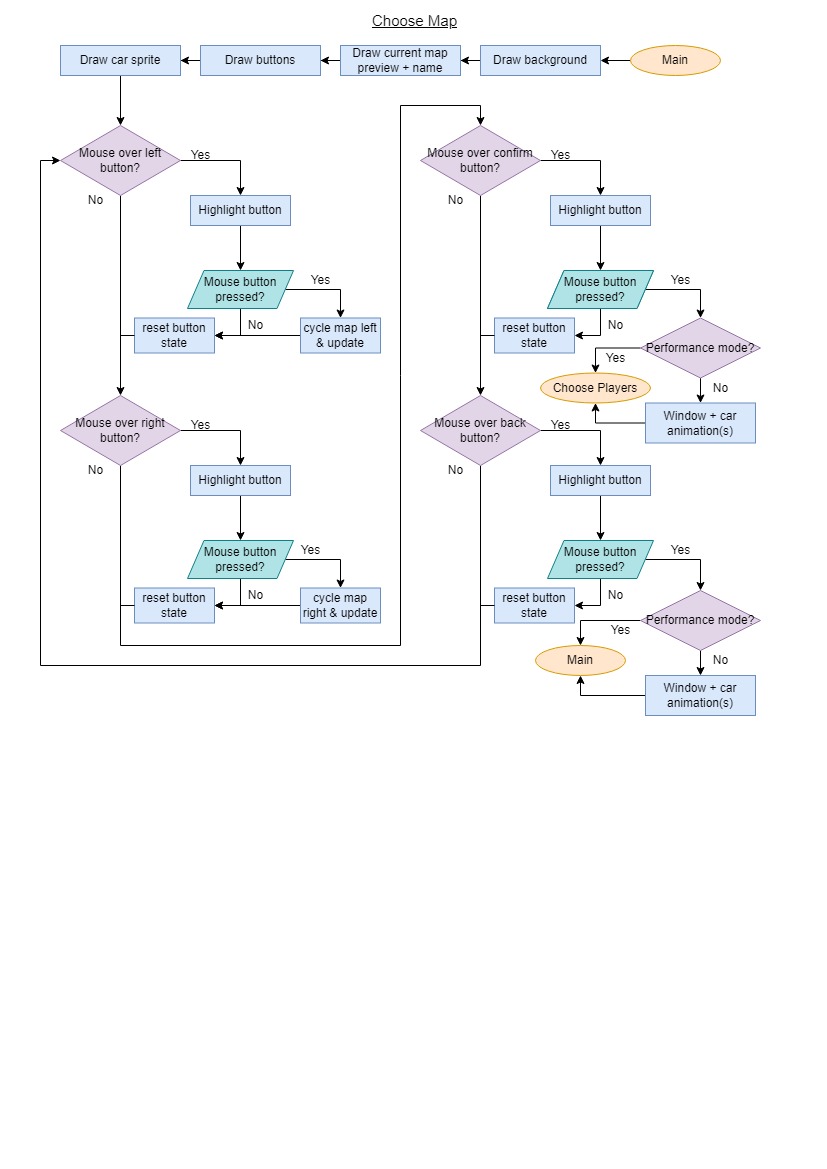 Choose Map
Draw car sprite
Draw buttons
Draw current map
preview + name
Draw background
Main
Mouse over left
button?
Yes
No
Highlight button
Mouse button
pressed?
Yes
No
reset button
state
cycle map left
& update
Mouse over right
button?
Yes
No
Highlight button
Mouse button
pressed?
Yes
No
reset button
state
cycle map
right & update
Mouse over confirm
button?
Yes
No
Highlight button
Mouse button
pressed?
Yes
No
reset button
state
Performance mode?
Yes
No
Choose Players
Window + car
animation(s)
Mouse over back
button?
Yes
No
Highlight button
Mouse button
pressed?
Yes
No
reset button
state
Performance mode?
Yes
No
Main
Window + car
animation(s)